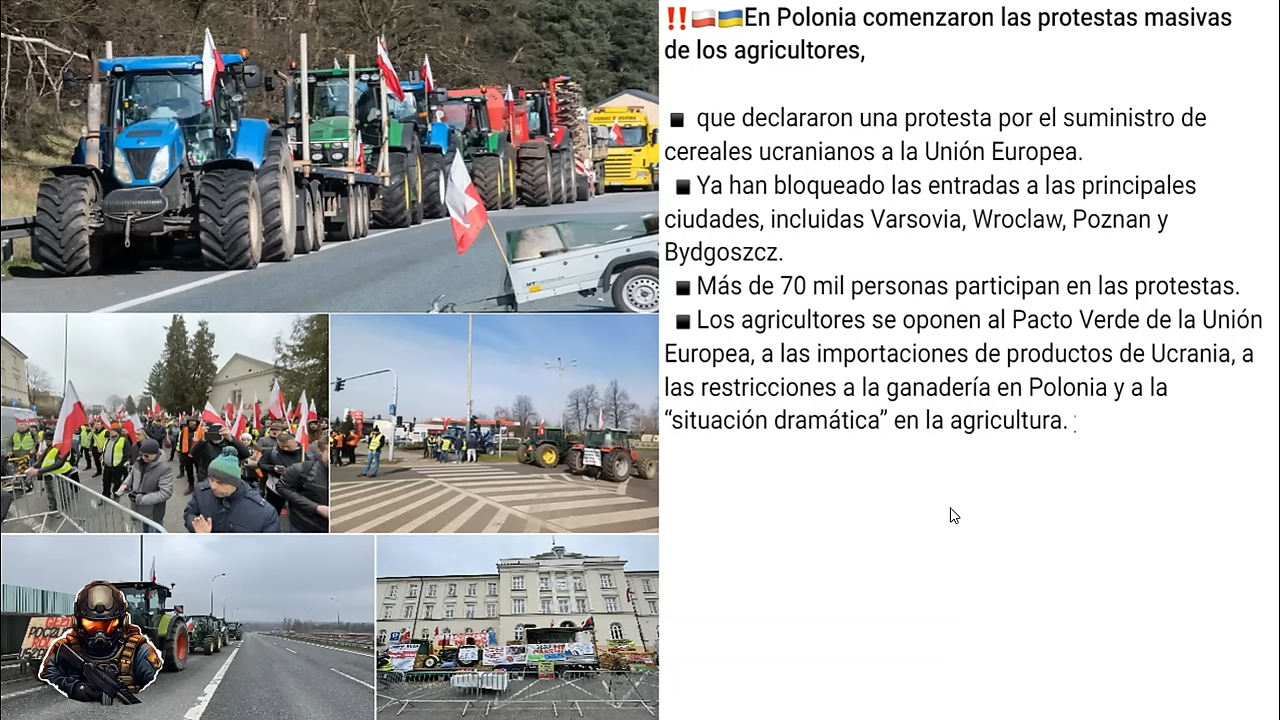 ‼️🇵🇱🇺🇦En Polonia comenzaron las protestas masivas
de los agricultores,
▪️ que declararon una protesta por el suministro de
cereales ucranianos a la Unión Europea.
▪️Ya han bloqueado las entradas a las principales
ciudades, incluidas Varsovia, Wroclaw, Poznan y
Bydgoszcz.
▪️Más de 70 mil personas participan en las protestas.
▪️Los agricultores se oponen al Pacto Verde de la Unión
Europea, a las importaciones de productos de Ucrania, a
las restricciones a la ganadería en Polonia y a la
“situación dramática” en la agricultura. :